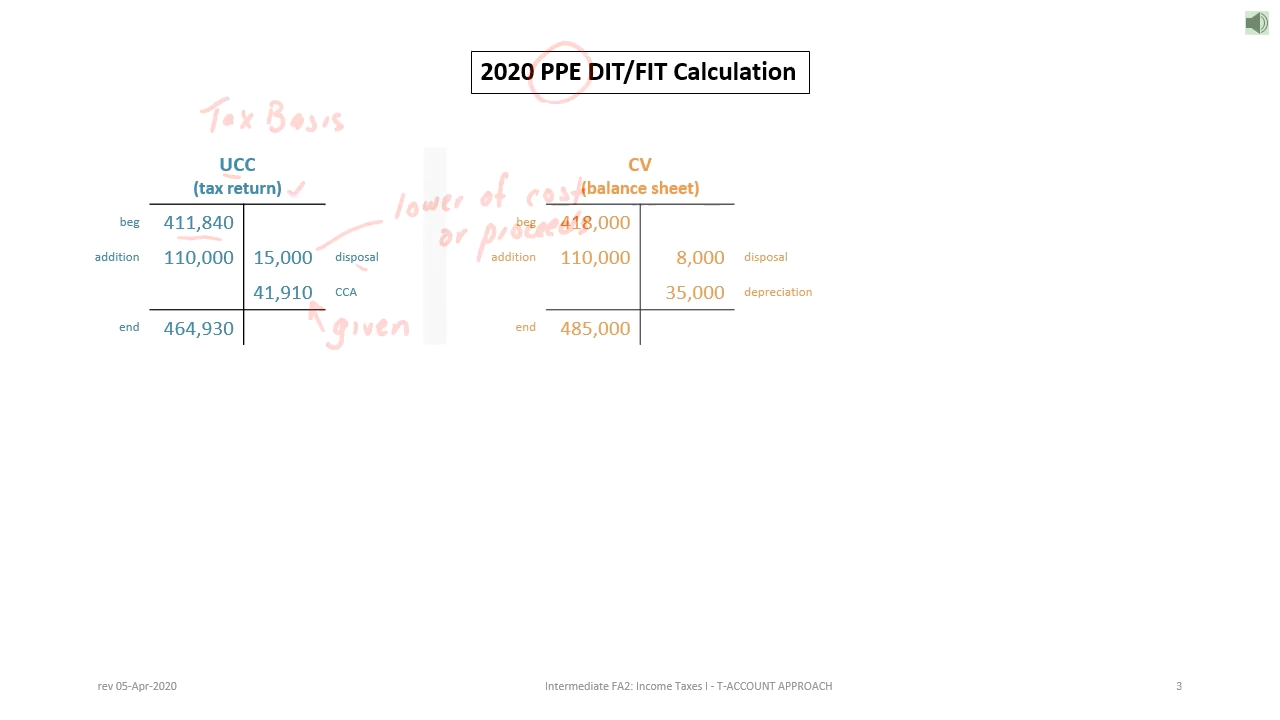 2020 PPE DIT/FIT Calculation
Tax Basis
UCC
(tax return)
beg 411,840
addition 110,000 15,000 disposal
41,910 CCA
end 464,930
lower of cost
or proceeds
given
CV
(balance sheet)
beg 418,000
addition 110,000 8,000 disposal
35,000 depreciation
end 485,000
rev 05-Apr-2020 Intermediate FA2: Income Taxes I - T-ACCOUNT APPROACH 3